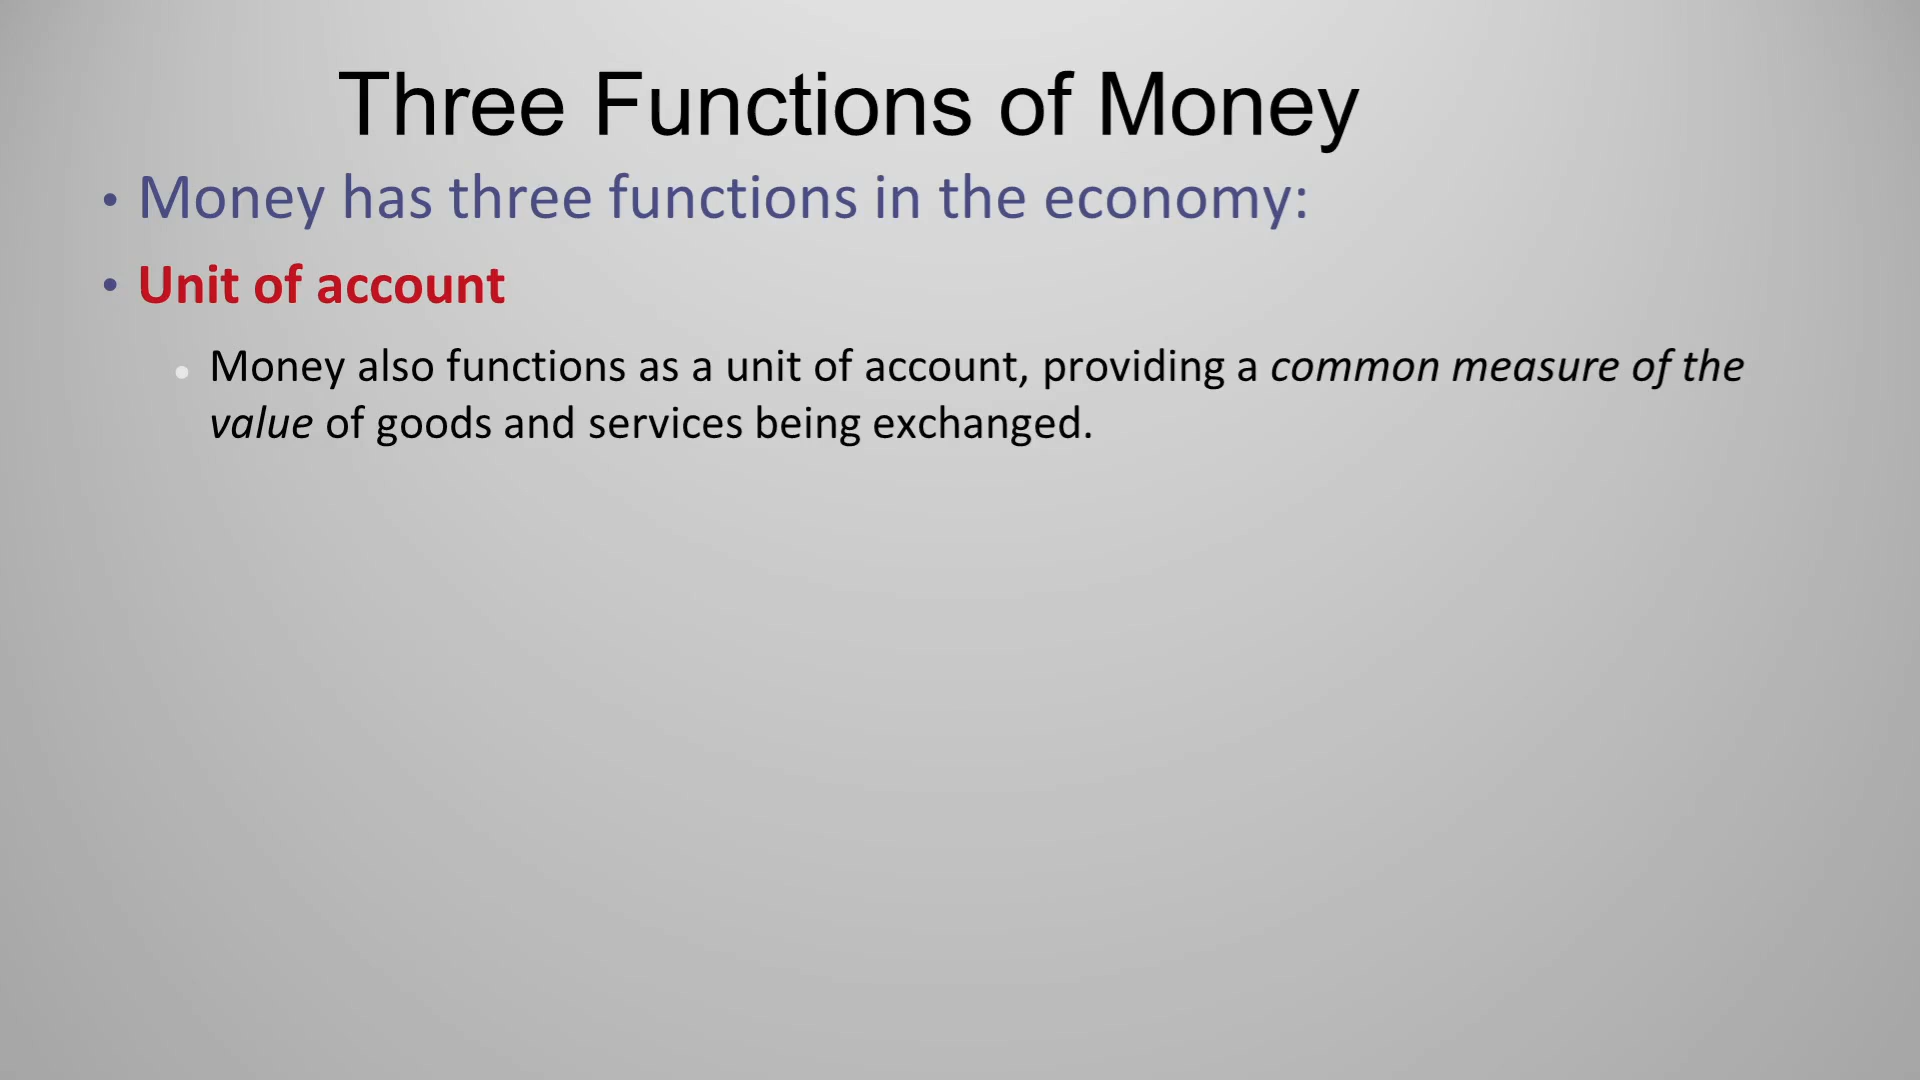 Three Functions of Money
• Money has three functions in the economy:
• Unit of account
• Money also functions as a unit of account, providing a common measure of the
value of goods and services being exchanged.